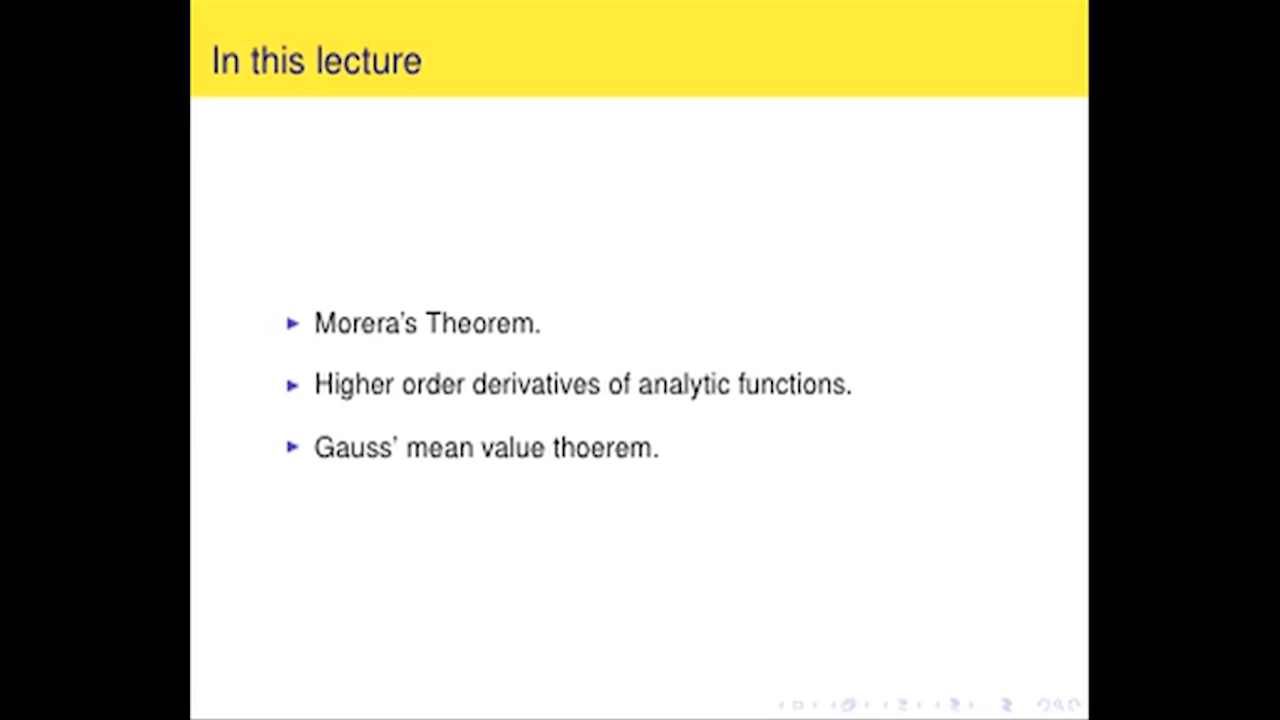 In this lecture
Morera's Theorem.
Higher order derivatives of analytic functions.
Gauss' mean value thoerem.